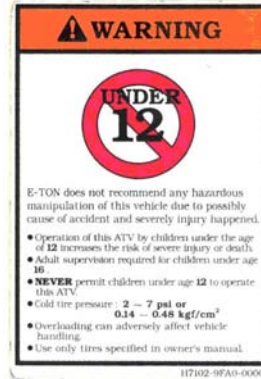 WARNING
UNDER
12
E-TON does not recommend any hazardous
manipulation of this vehicle due to possibly
cause of accident and severely injury happened.
● Operation of this ATV by children under the age
of 12 increases the risk of severe injury or death.
● Adult supervision required for children under age
16 .
● NEVER permit children under age 12 to operate
this ATV.
● Cold tire pressure : 2 ~ 7 psi or
0.14 ~ 0.48 kgf/cm²
● Overloading can adversely affect vehicle
handling.
● Use only tires specified in owner's manual.
H7102-9FA0-0000